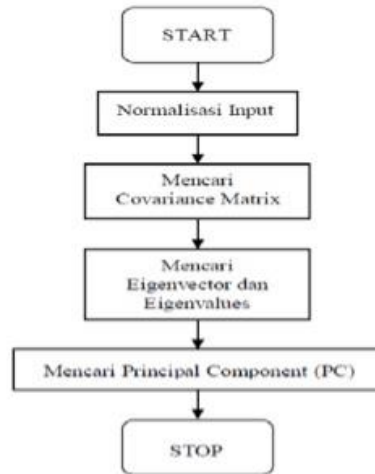 START
Normalisasi Input
Mencari
Covariance Matrix
Mencari
Eigenvector dan
Eigenvalues
Mencari Principal Component (PC)
STOP